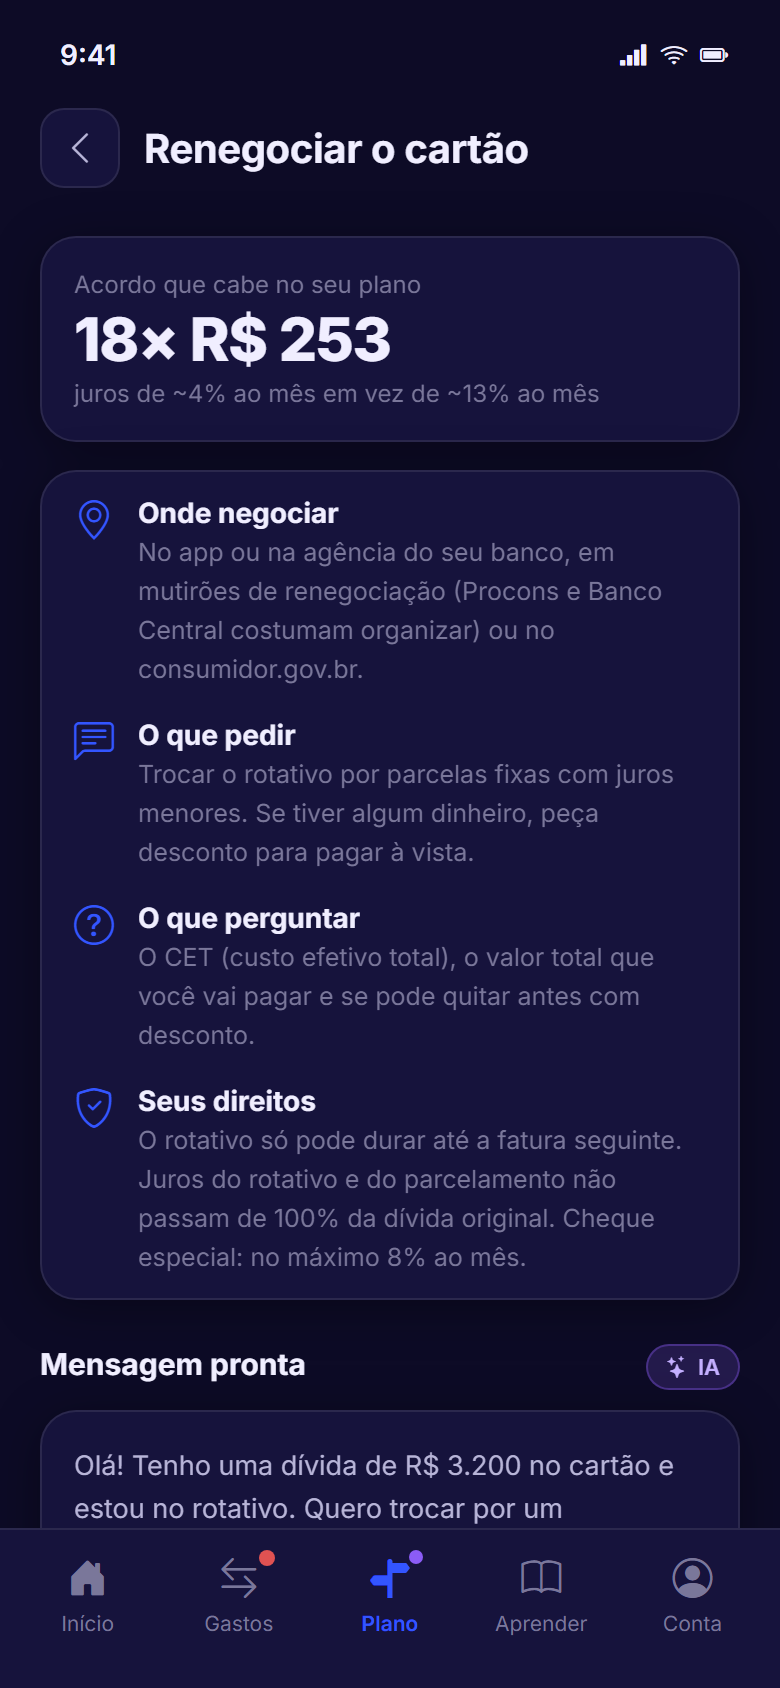 9:41
Renegociar o cartão
Acordo que cabe no seu plano
18× R$ 253
juros de ~4% ao mês em vez de ~13% ao mês
Onde negociar
No app ou na agência do seu banco, em
mutirões de renegociação (Procons e Banco
Central costumam organizar) ou no
consumidor.gov.br.
O que pedir
Trocar o rotativo por parcelas fixas com juros
menores. Se tiver algum dinheiro, peça
desconto para pagar à vista.
O que perguntar
O CET (custo efetivo total), o valor total que
você vai pagar e se pode quitar antes com
desconto.
Seus direitos
O rotativo só pode durar até a fatura seguinte.
Juros do rotativo e do parcelamento não
passam de 100% da dívida original. Cheque
especial: no máximo 8% ao mês.
Mensagem pronta
IA
Olá! Tenho uma dívida de R$ 3.200 no cartão e
estou no rotativo. Quero trocar por um
Início
Gastos
Plano
Aprender
Conta